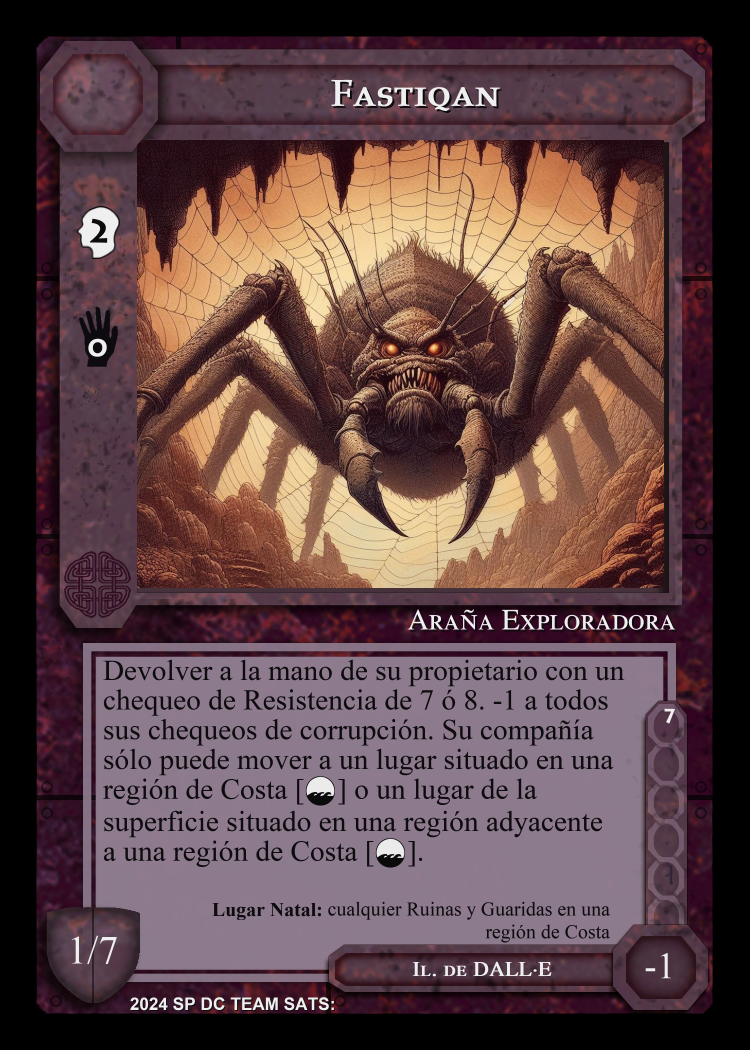 Fastiqan
2
0
Araña Exploradora
Devolver a la mano de su propietario con un
chequeo de Resistencia de 7 ó 8. -1 a todos
sus chequeos de corrupción. Su compañía
sólo puede mover a un lugar situado en una
región de Costa [] o un lugar de la
superficie situado en una región adyacente
a una región de Costa [].
7
Lugar Natal: cualquier Ruinas y Guaridas en una
región de Costa
1/7
Il. de DALL·E
-1
2024 SP DC TEAM SATS: